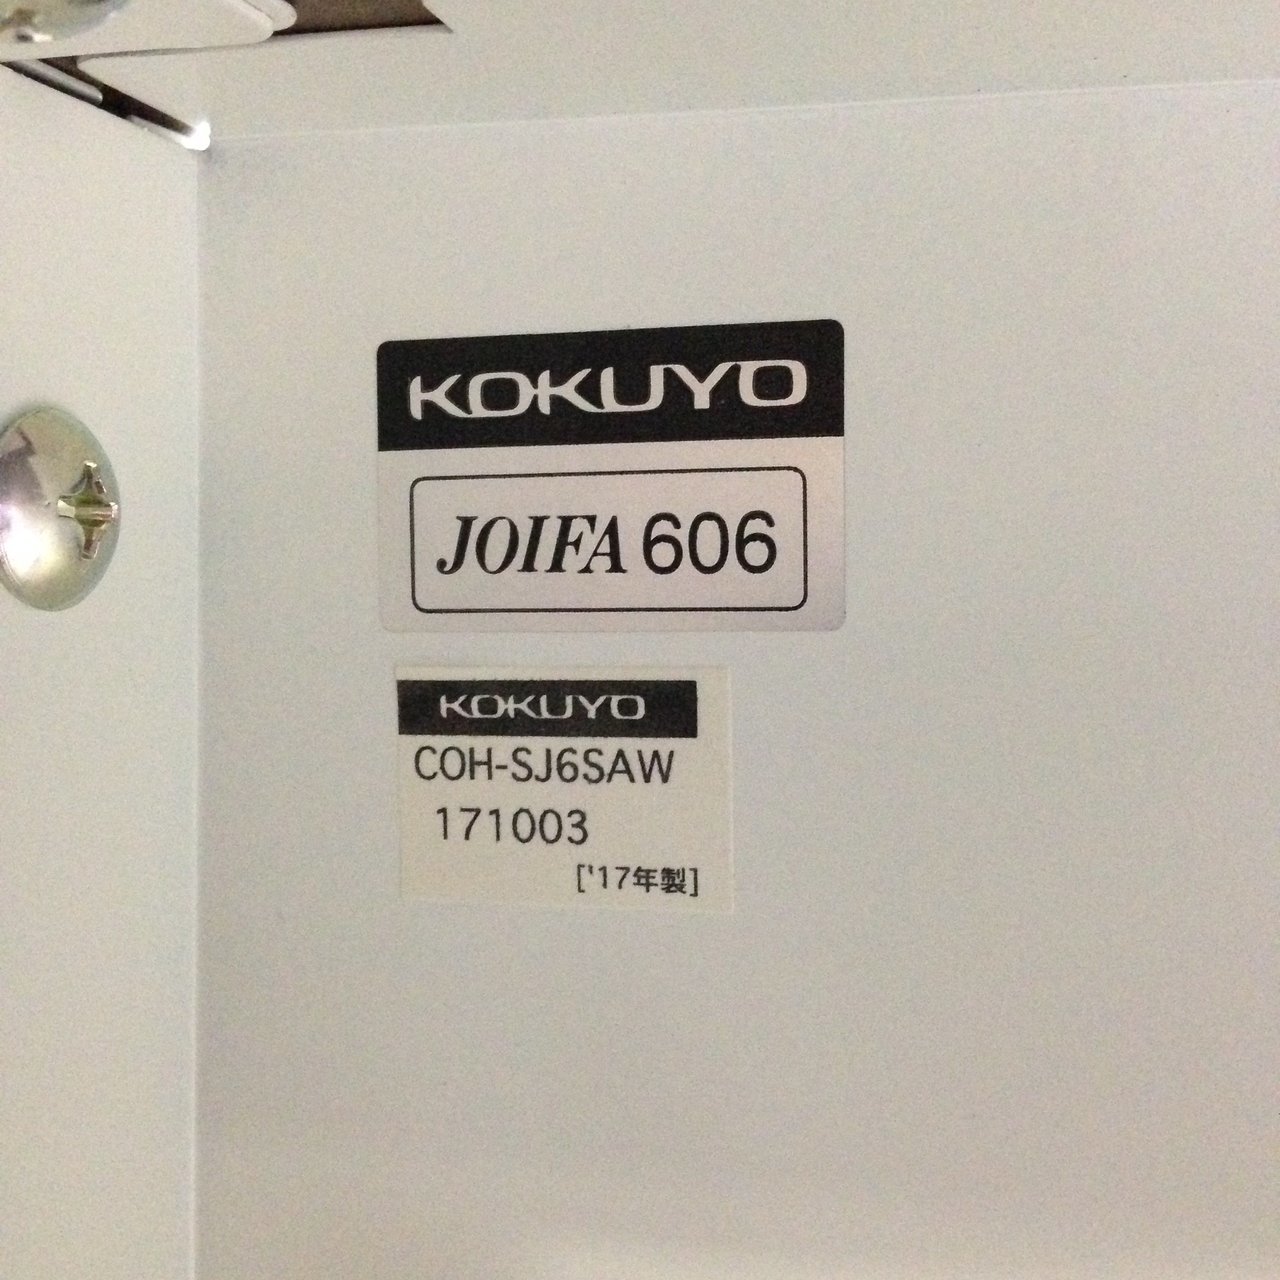 KOKUYO
JOIFA 606
KOKUYO
COH-SJ6SAW
171003
['17年製]